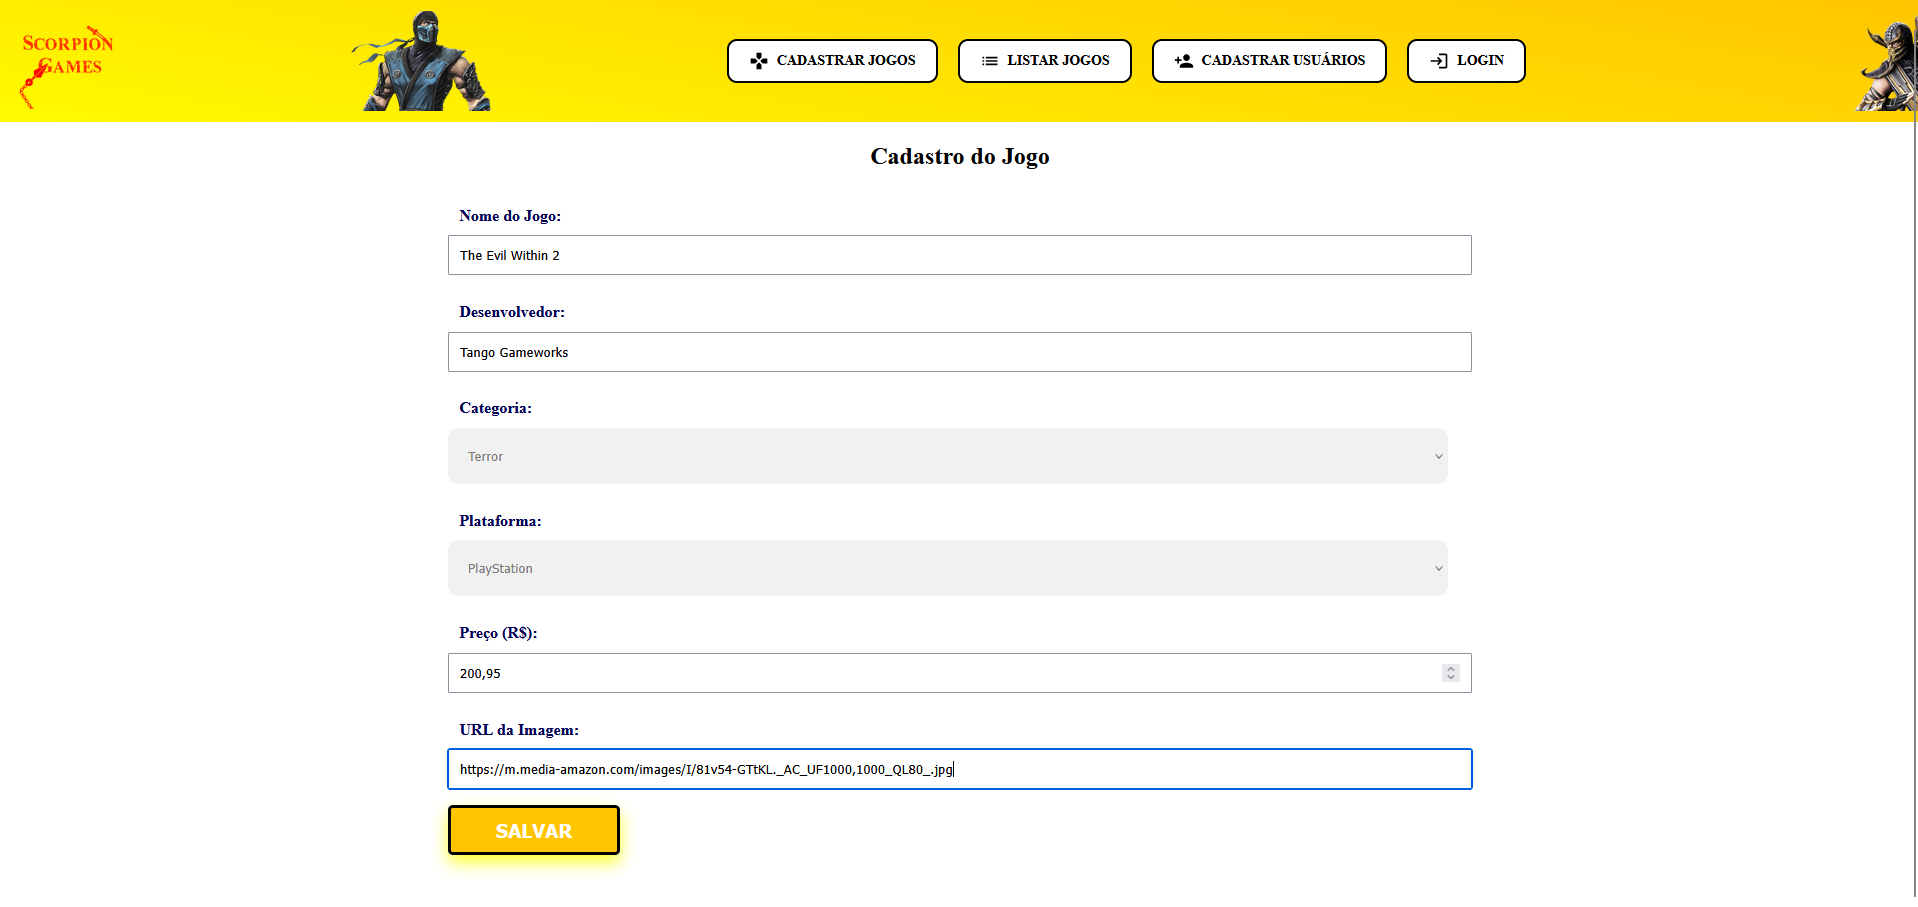 SCORPION
GAMES
CADASTRAR JOGOS
LISTAR JOGOS
CADASTRAR USUÁRIOS
LOGIN
Cadastro do Jogo
Nome do Jogo:
The Evil Within 2
Desenvolvedor:
Tango Gameworks
Categoria:
Terror
Plataforma:
PlayStation
Preço (R$):
200,95
URL da Imagem:
https://m.media-amazon.com/images/I/81v54-GTtKL._AC_UF1000,1000_QL80_.jpg
SALVAR